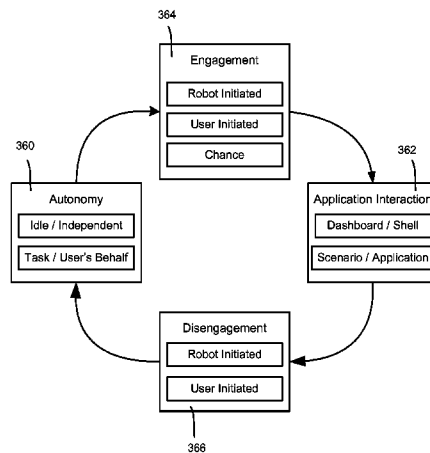 364
Engagement
Robot Initiated
User Initiated
Chance
360
Autonomy
Idle / Independent
Task / User's Behalf
362
Application Interaction
Dashboard / Shell
Scenario / Application
Disengagement
Robot Initiated
User Initiated
366